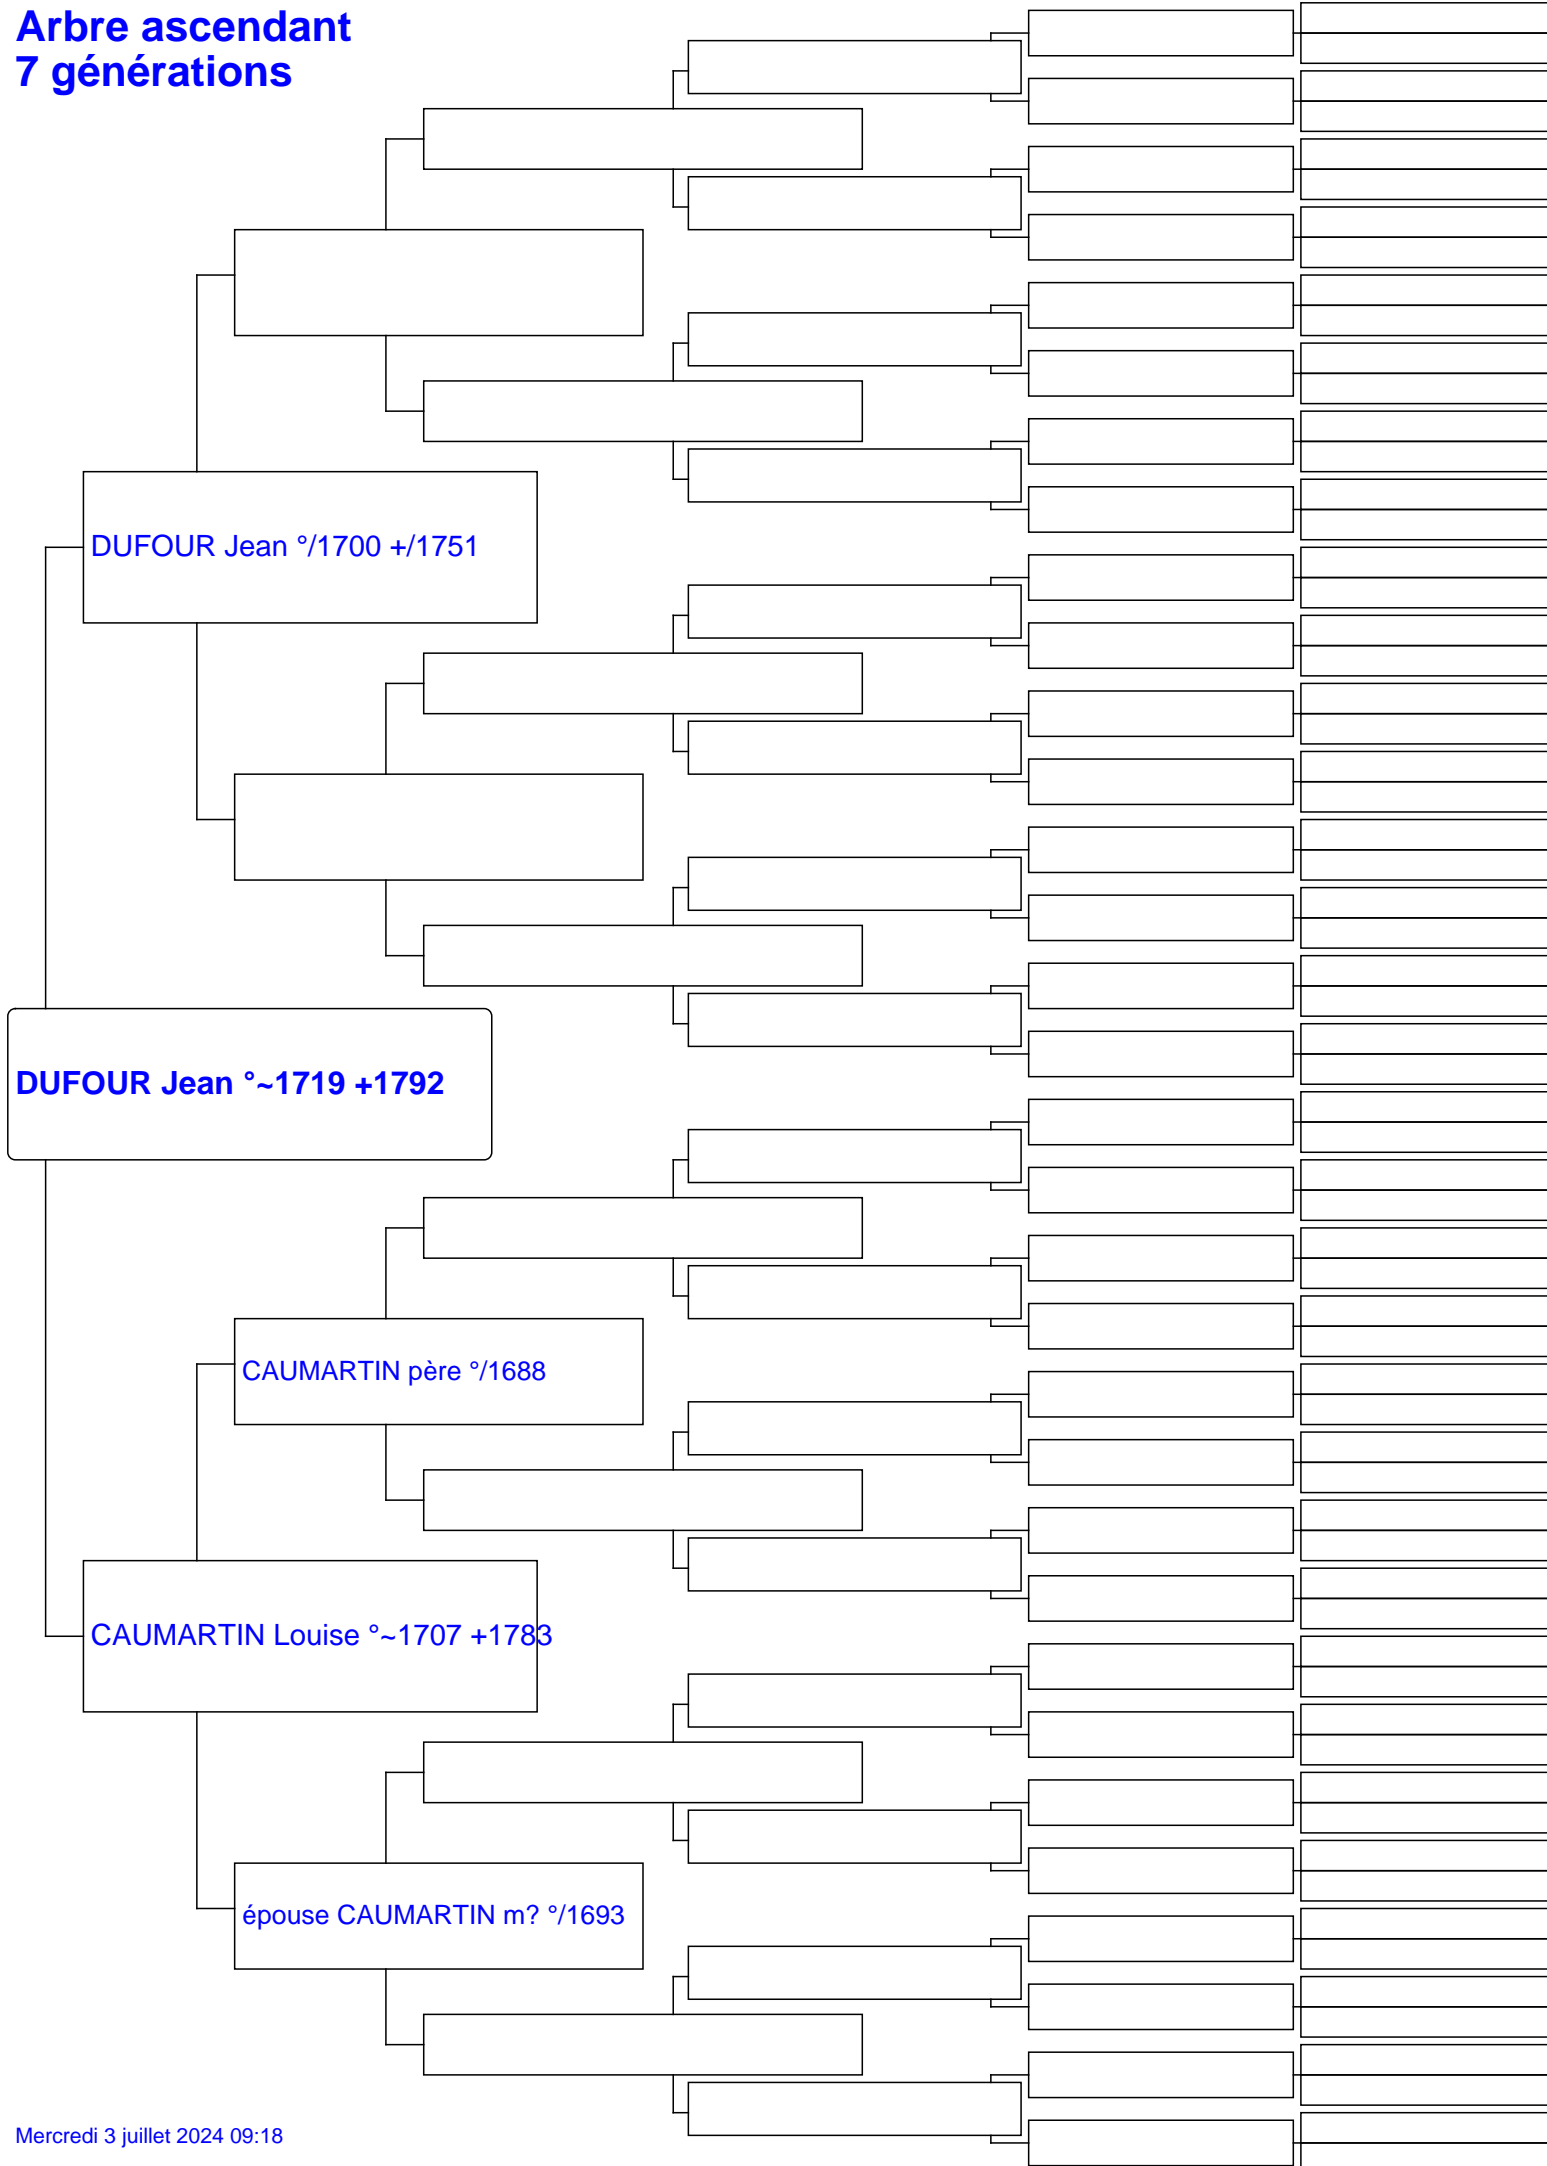 Arbre ascendant
7 générations
DUFOUR Jean °/1700 +/1751
DUFOUR Jean °~1719 +1792
CAUMARTIN père °/1688
CAUMARTIN Louise °~1707 +1783
épouse CAUMARTIN m? °/1693
Mercredi 3 juillet 2024 09:18